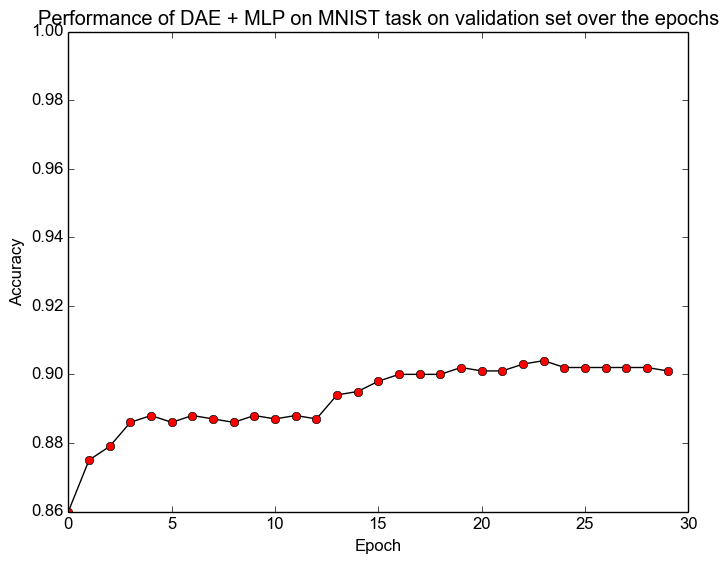 Performance of DAE + MLP on MNIST task on validation set over the epochs
1.00
0.98
0.96
0.94
0.92
0.90
0.88
0.86
Accuracy
0 5 10 15 20 25 30
Epoch